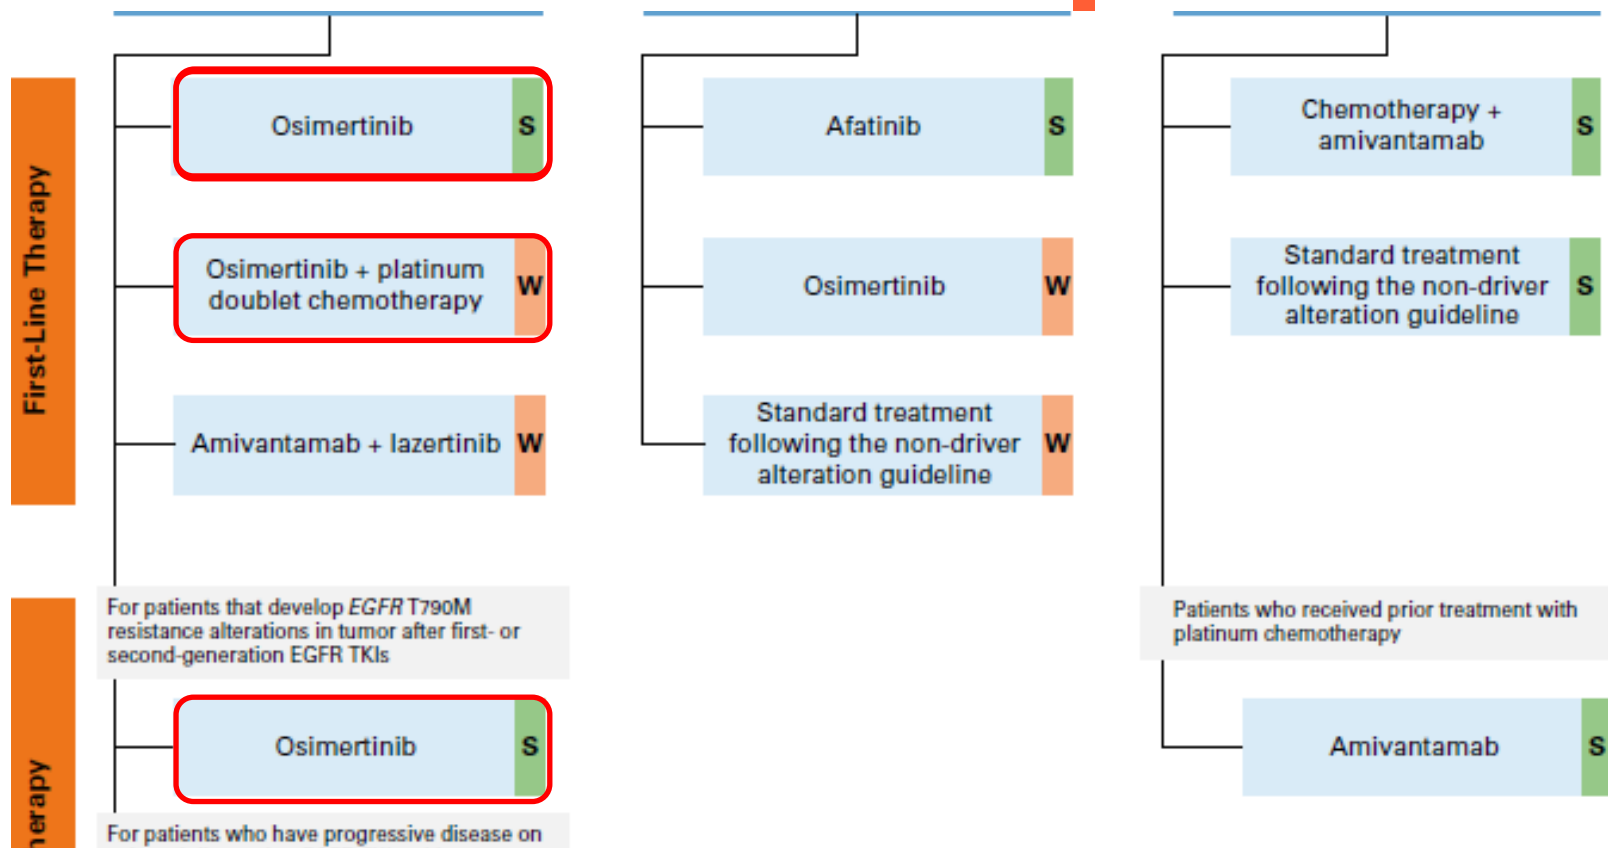 First-Line Therapy
Osimertinib S
Osimertinib + platinum
doublet chemotherapy W
Amivantamab + lazertinib W
Afatinib S
Osimertinib W
Standard treatment
following the non-driver W
alteration guideline
Chemotherapy +
amivantamab S
Standard treatment
following the non-driver S
alteration guideline
For patients that develop EGFR T790M
resistance alterations in tumor after first- or
second-generation EGFR TKIs
Osimertinib S
For patients who have progressive disease on
Patients who received prior treatment with
platinum chemotherapy
Amivantamab S